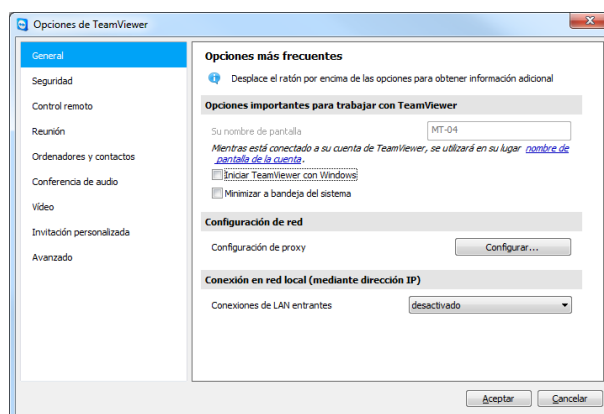 Opciones de TeamViewer
General
Seguridad
Control remoto
Reunión
Ordenadores y contactos
Conferencia de audio
Vídeo
Invitación personalizada
Avanzado
Opciones más frecuentes
Desplace el ratón por encima de las opciones para obtener información adicional
Opciones importantes para trabajar con TeamViewer
Su nombre de pantalla MT-04
Mientras está conectado a su cuenta de TeamViewer, se utilizará en su lugar nombre de
pantalla de la cuenta.
Iniciar TeamViewer con Windows
Minimizar a bandeja del sistema
Configuración de red
Configuración de proxy Configurar...
Conexión en red local (mediante dirección IP)
Conexiones de LAN entrantes desactivado
Aceptar Cancelar